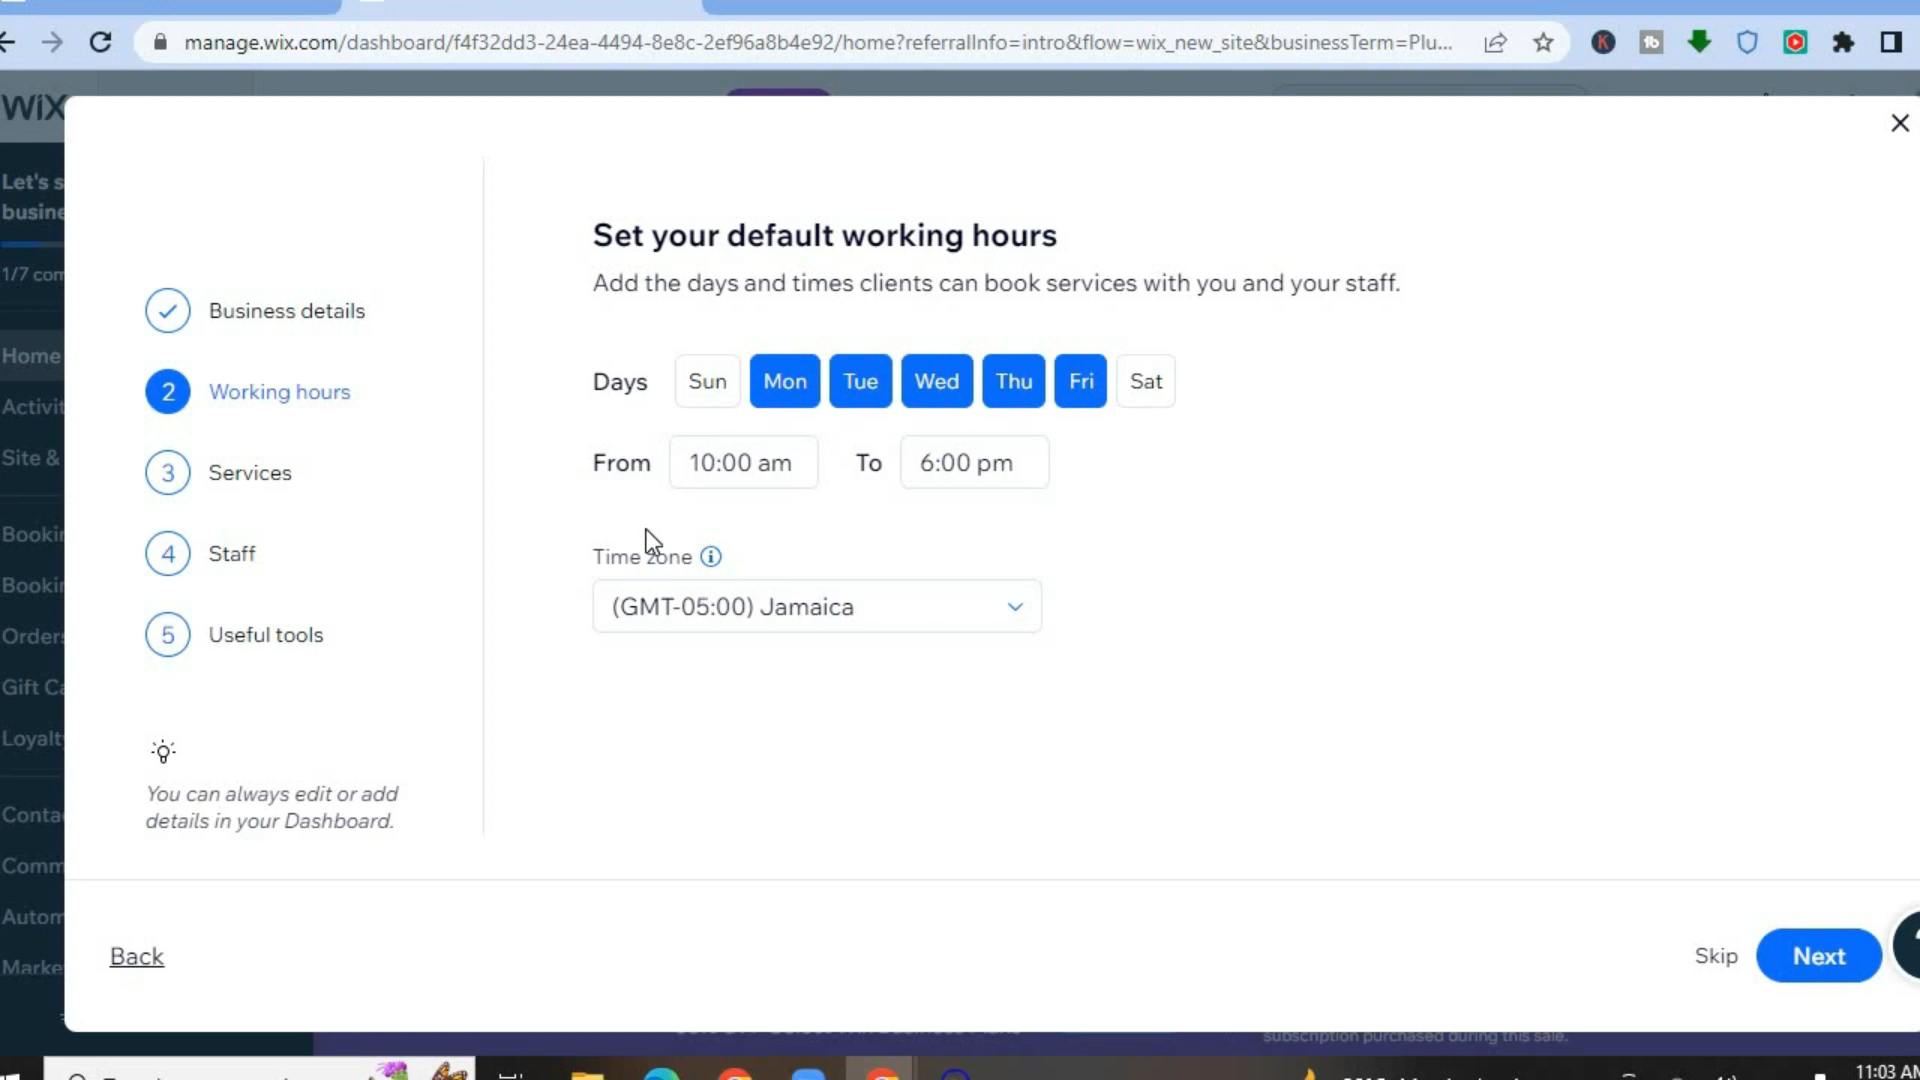 manage.wix.com/dashboard/f4f32dd3-24ea-4494-8e8c-2ef96a8b4e92/home?referralInfo=intro&flow=wix_new_site&businessTerm=Plu...
WiX
Let's s
busine
1/7 com
Home
Activit
Site &
Bookin
Bookin
Orders
Gift Ca
Loyalt
Conta
Comm
Autom
Marke
Business details
2 Working hours
3 Services
4 Staff
5 Useful tools
You can always edit or add
details in your Dashboard.
Set your default working hours
Add the days and times clients can book services with you and your staff.
Days Sun Mon Tue Wed Thu Fri Sat
From 10:00 am To 6:00 pm
Time zone
(GMT-05:00) Jamaica
Back
Skip
Next
subscription purchased during this sale.
11:03 AM